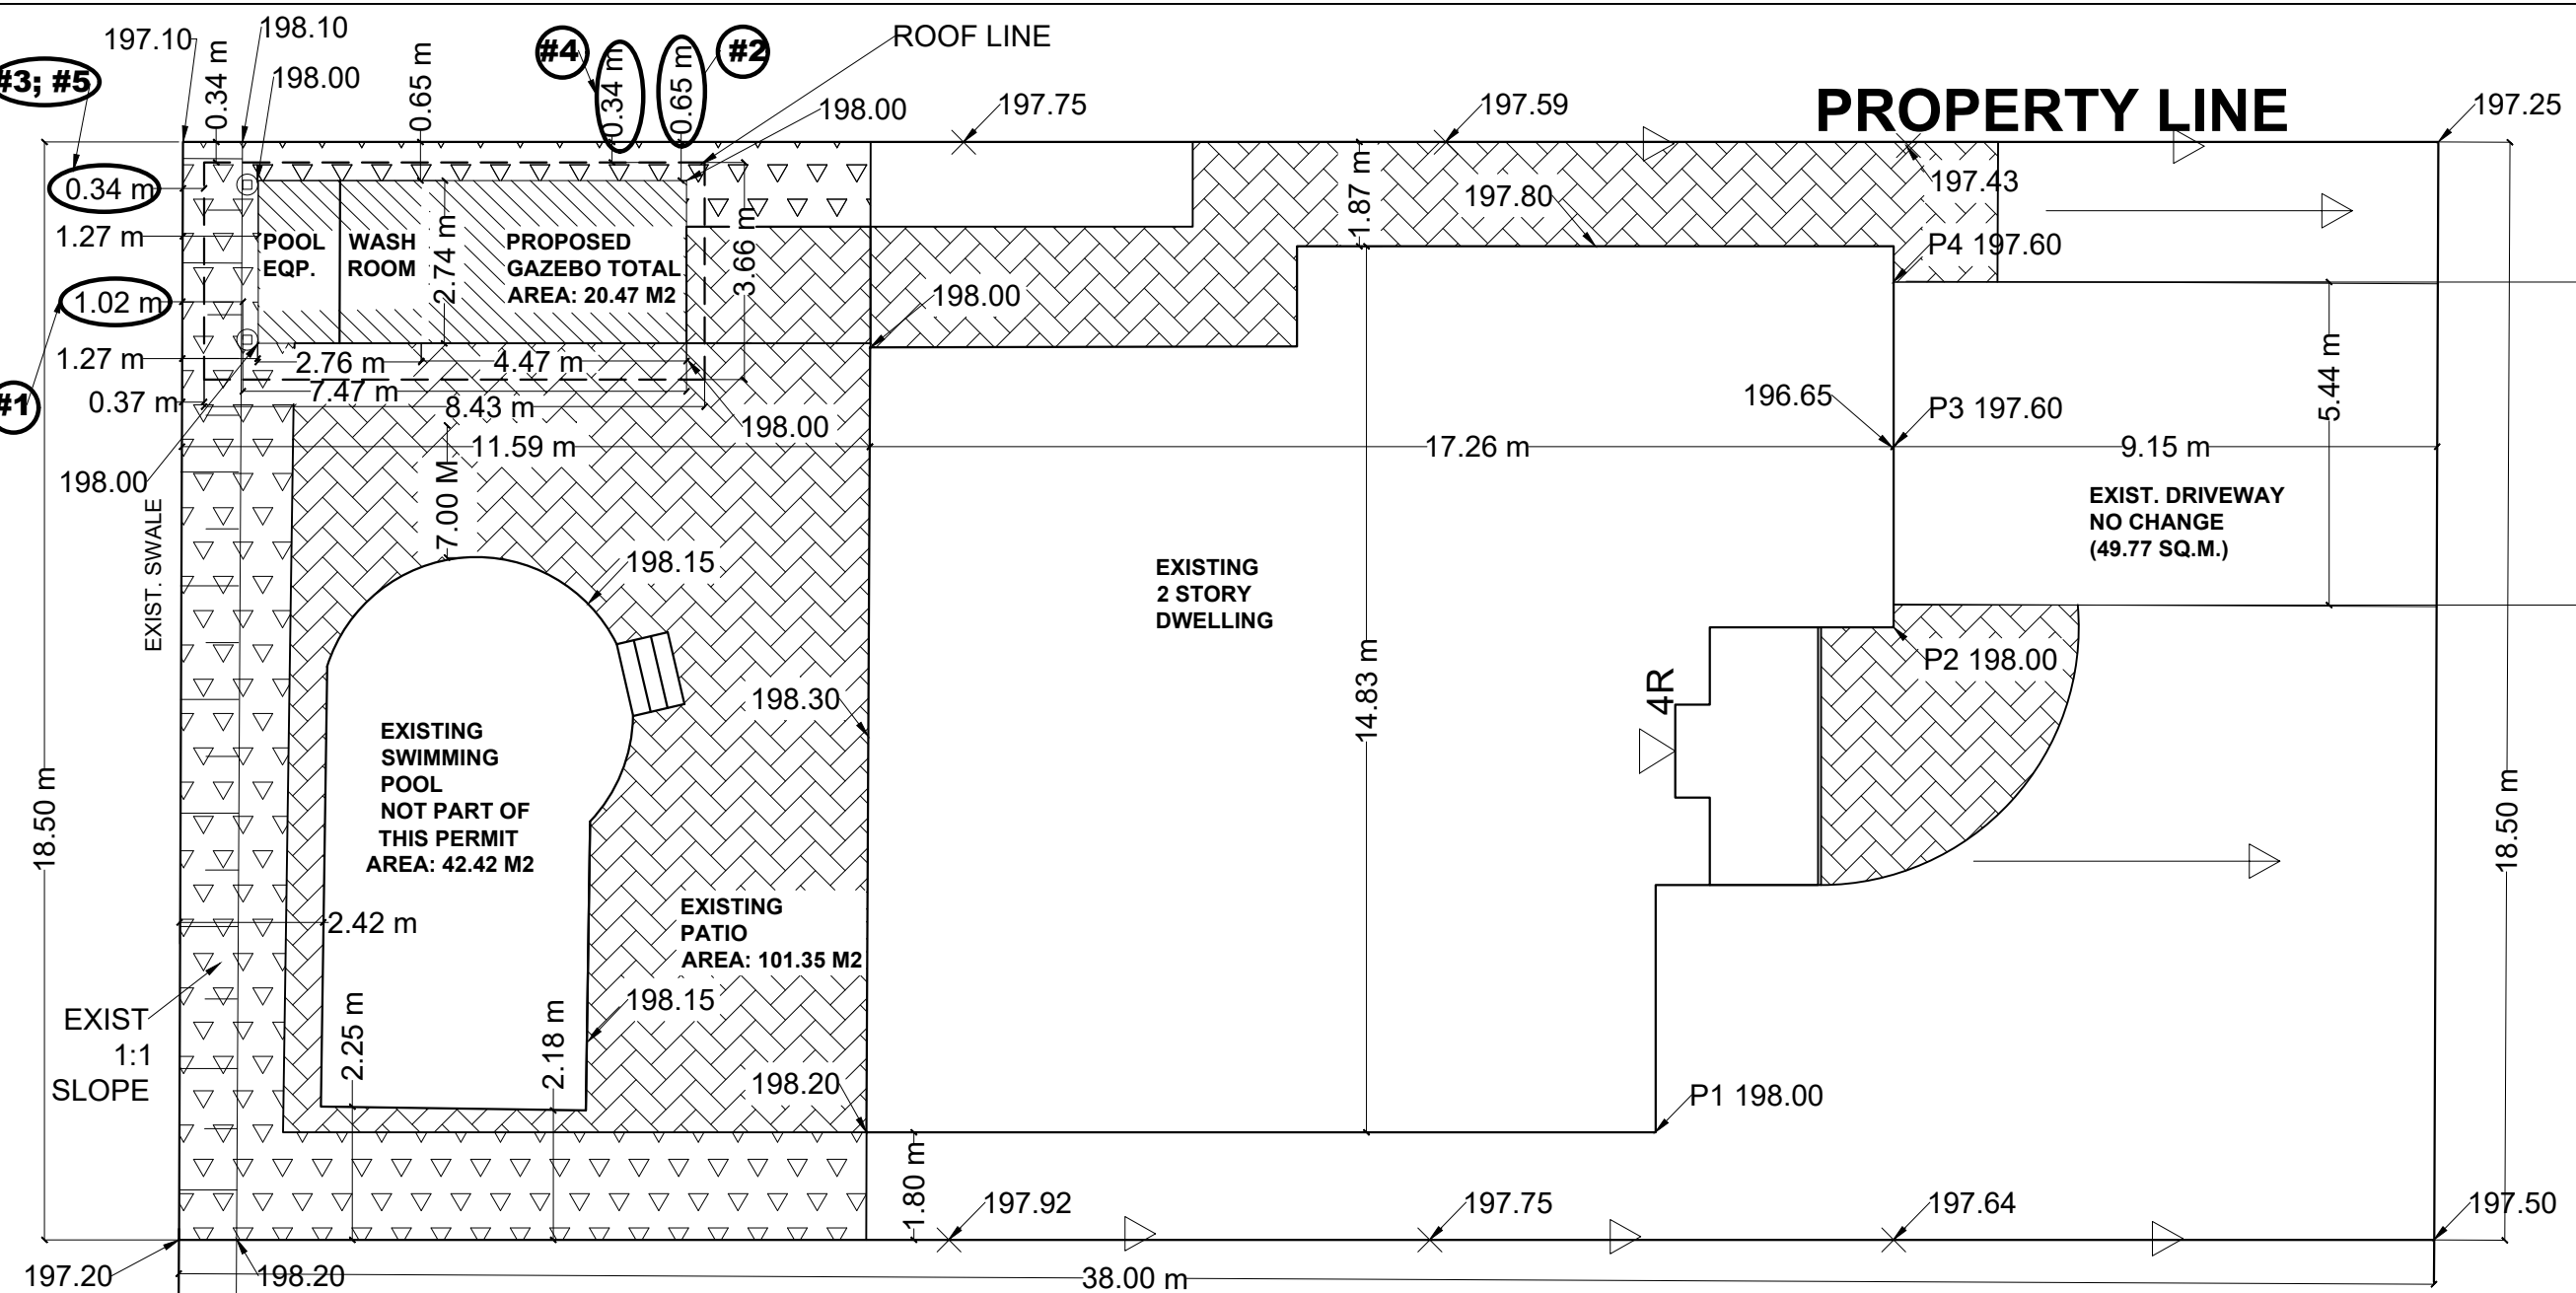 197.10
198.10
0.34 m
198.00
0.65 m
#4
0.34 m
0.65 m
#2
ROOF LINE
198.00
197.75
197.59
PROPERTY LINE
197.25
#3; #5
0.34 m
1.27 m
1.02 m
1.27 m
#1
0.37 m
198.00
POOL
EQP.
WASH
ROOM
2.74 m
PROPOSED
GAZEBO TOTAL
AREA: 20.47 M2
3.66 m
2.76 m
4.47 m
7.47 m
8.43 m
198.00
198.00
1.87 m
197.80
197.43
P4 197.60
11.59 m
17.26 m
196.65
P3 197.60
9.15 m
5.44 m
EXIST. DRIVEWAY
NO CHANGE
(49.77 SQ.M.)
EXIST. SWALE
7.00 M
198.15
EXISTING
2 STORY
DWELLING
14.83 m
4R
P2 198.00
198.30
EXISTING
SWIMMING
POOL
NOT PART OF
THIS PERMIT
AREA: 42.42 M2
18.50 m
18.50 m
2.42 m
EXISTING
PATIO
AREA: 101.35 M2
198.15
EXIST
1:1
SLOPE
2.25 m
2.18 m
198.20
P1 198.00
1.80 m
197.92
197.75
197.64
197.50
197.20
198.20
38.00 m